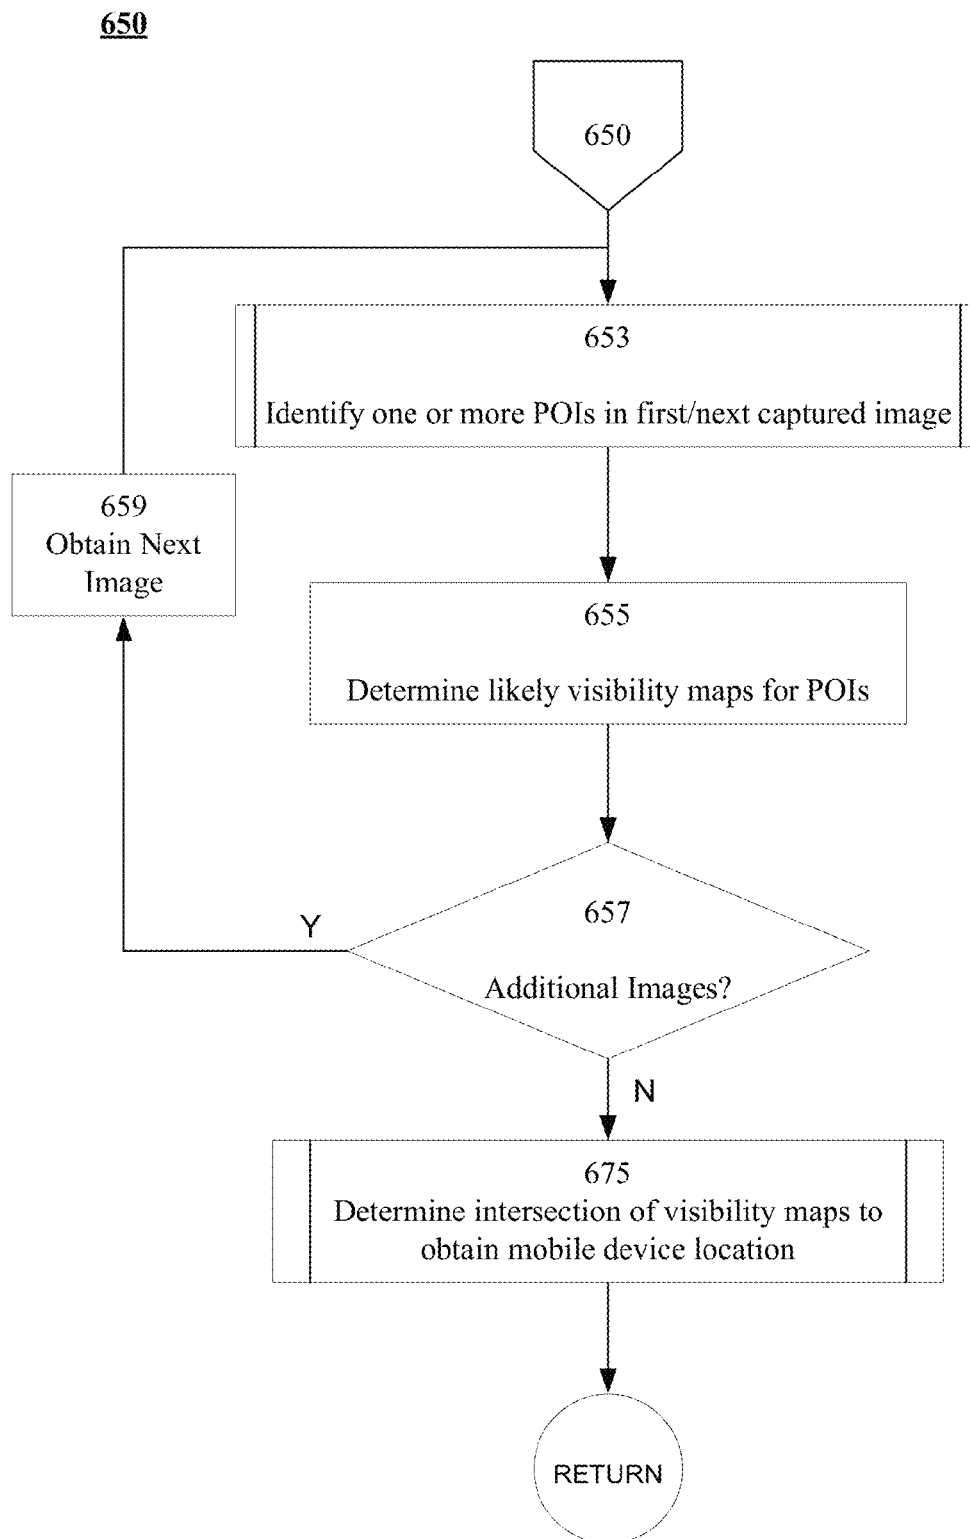 650
650
653
Identify one or more POIs in first/next captured image
659
Obtain Next
Image
655
Determine likely visibility maps for POIs
657
Y
Additional Images?
N
675
Determine intersection of visibility maps to
obtain mobile device location
RETURN